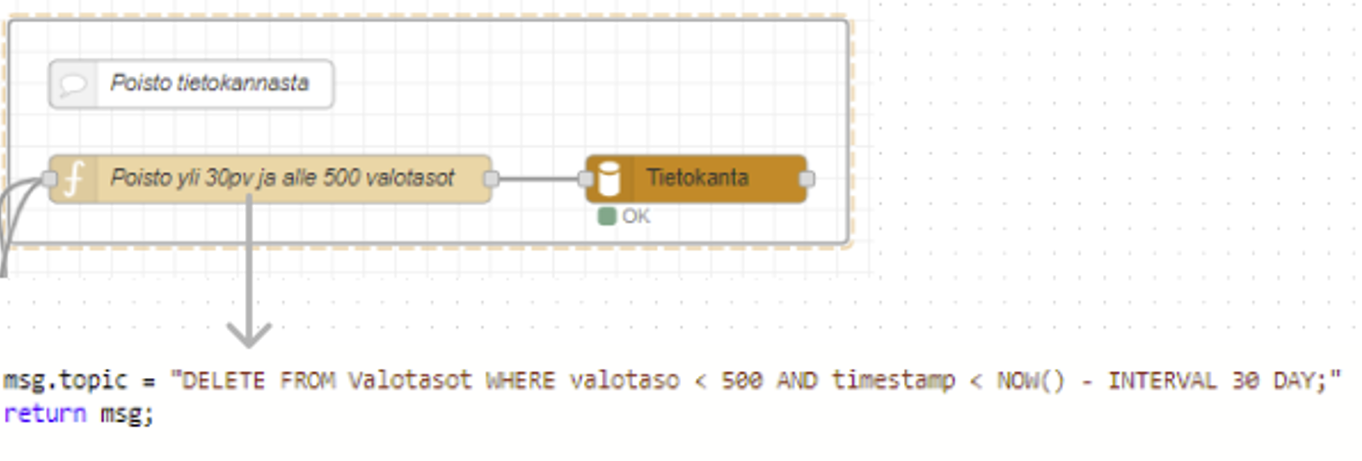 Poisto tietokannasta
Poisto yli 30pv ja alle 500 valotasot
Tietokanta
OK
msg.topic = "DELETE FROM Valotasot WHERE valotaso < 500 AND timestamp < NOW() - INTERVAL 30 DAY;"
return msg;